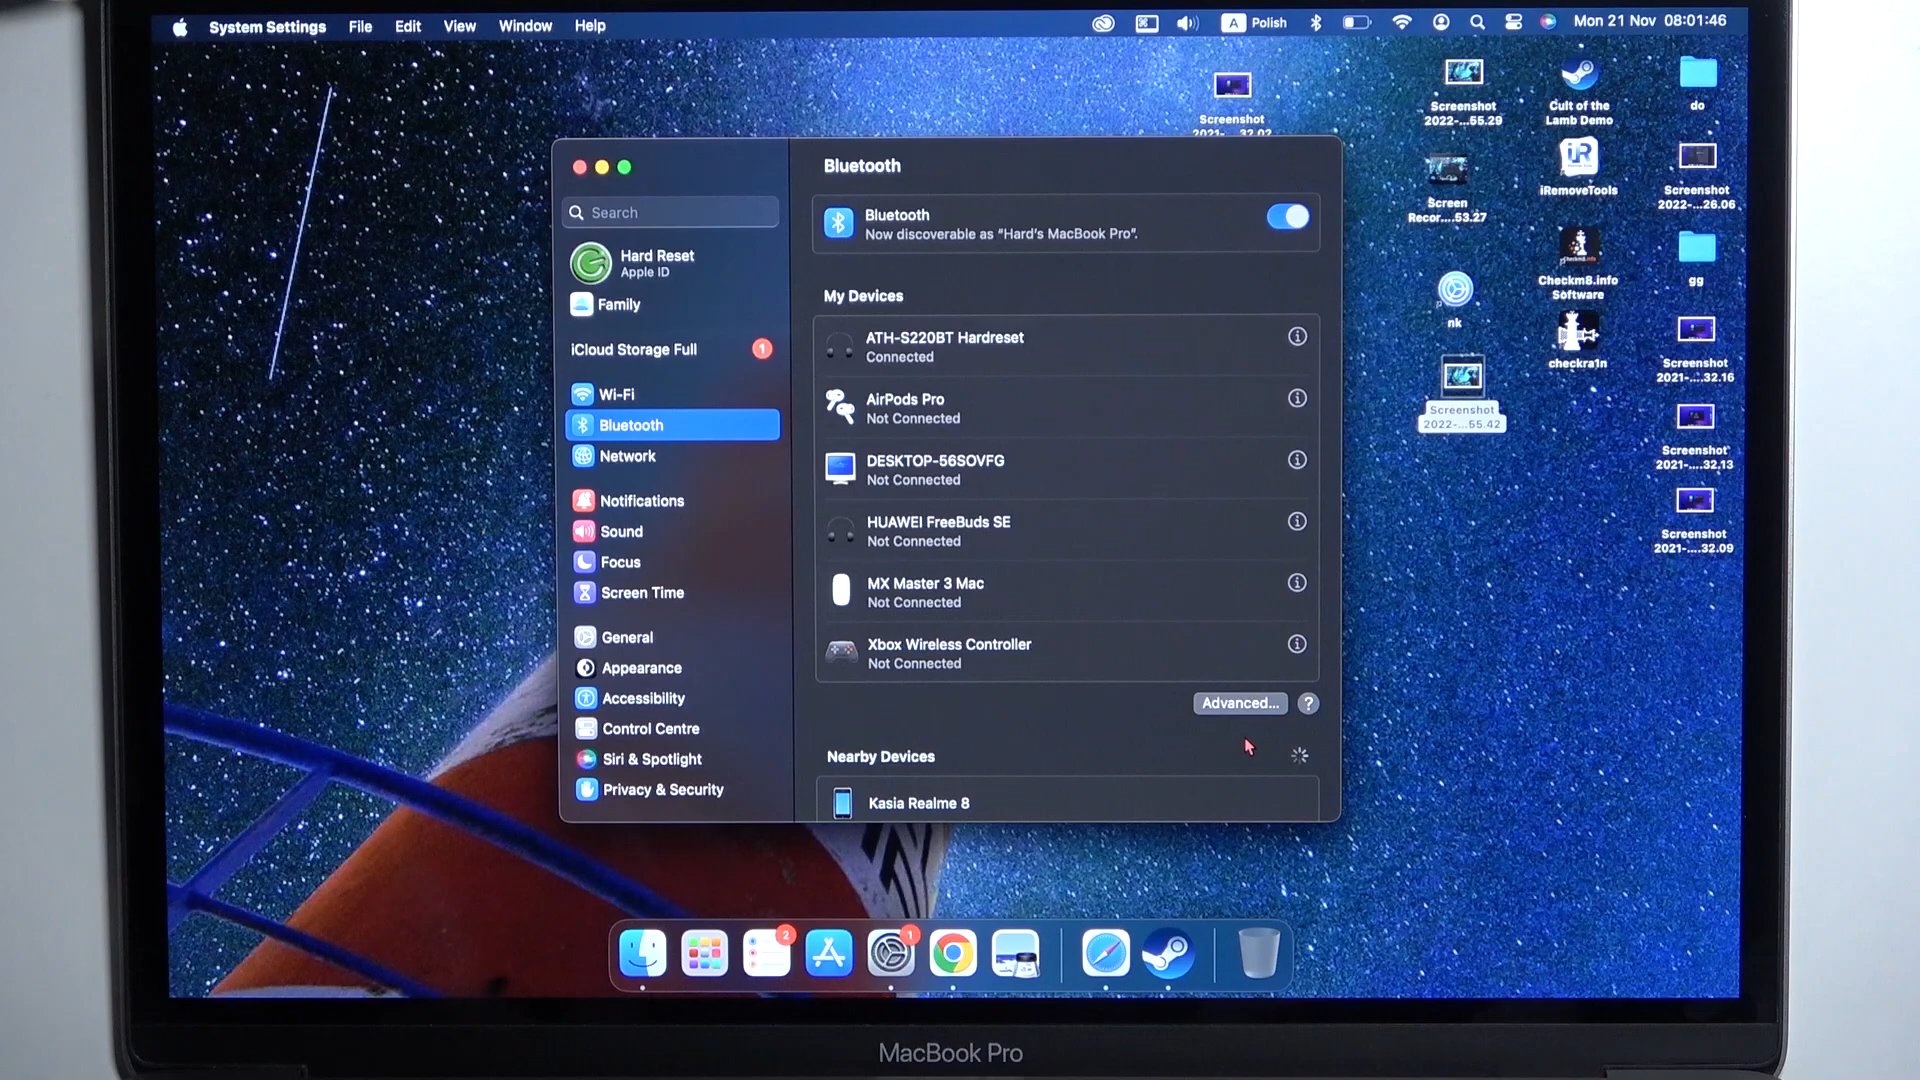 System Settings File Edit View Window Help
A Polish Mon 21 Nov 08:01:46
Screenshot
2021-....32.02
Screenshot
2022-...55.29
Cult of the
Lamb Demo
do
Screen
Recor....53.27
iR
iRemoveTools
Screenshot
2022-...26.06
nk
Checkm8.info
Software
gg
Screenshot
2022-...55.42
checkra1n
Screenshot
2021-....32.16
Screenshot
2021-....32.13
Screenshot
2021-....32.09
Search
Hard Reset
Apple ID
Family
iCloud Storage Full 1
Wi-Fi
Bluetooth
Network
Notifications
Sound
Focus
Screen Time
General
Appearance
Accessibility
Control Centre
Siri & Spotlight
Privacy & Security
Bluetooth
Bluetooth
Now discoverable as “Hard’s MacBook Pro”.
My Devices
ATH-S220BT Hardreset
Connected
AirPods Pro
Not Connected
DESKTOP-56SOVFG
Not Connected
HUAWEI FreeBuds SE
Not Connected
MX Master 3 Mac
Not Connected
Xbox Wireless Controller
Not Connected
Advanced... ?
Nearby Devices
Kasia Realme 8
2 1
MacBook Pro